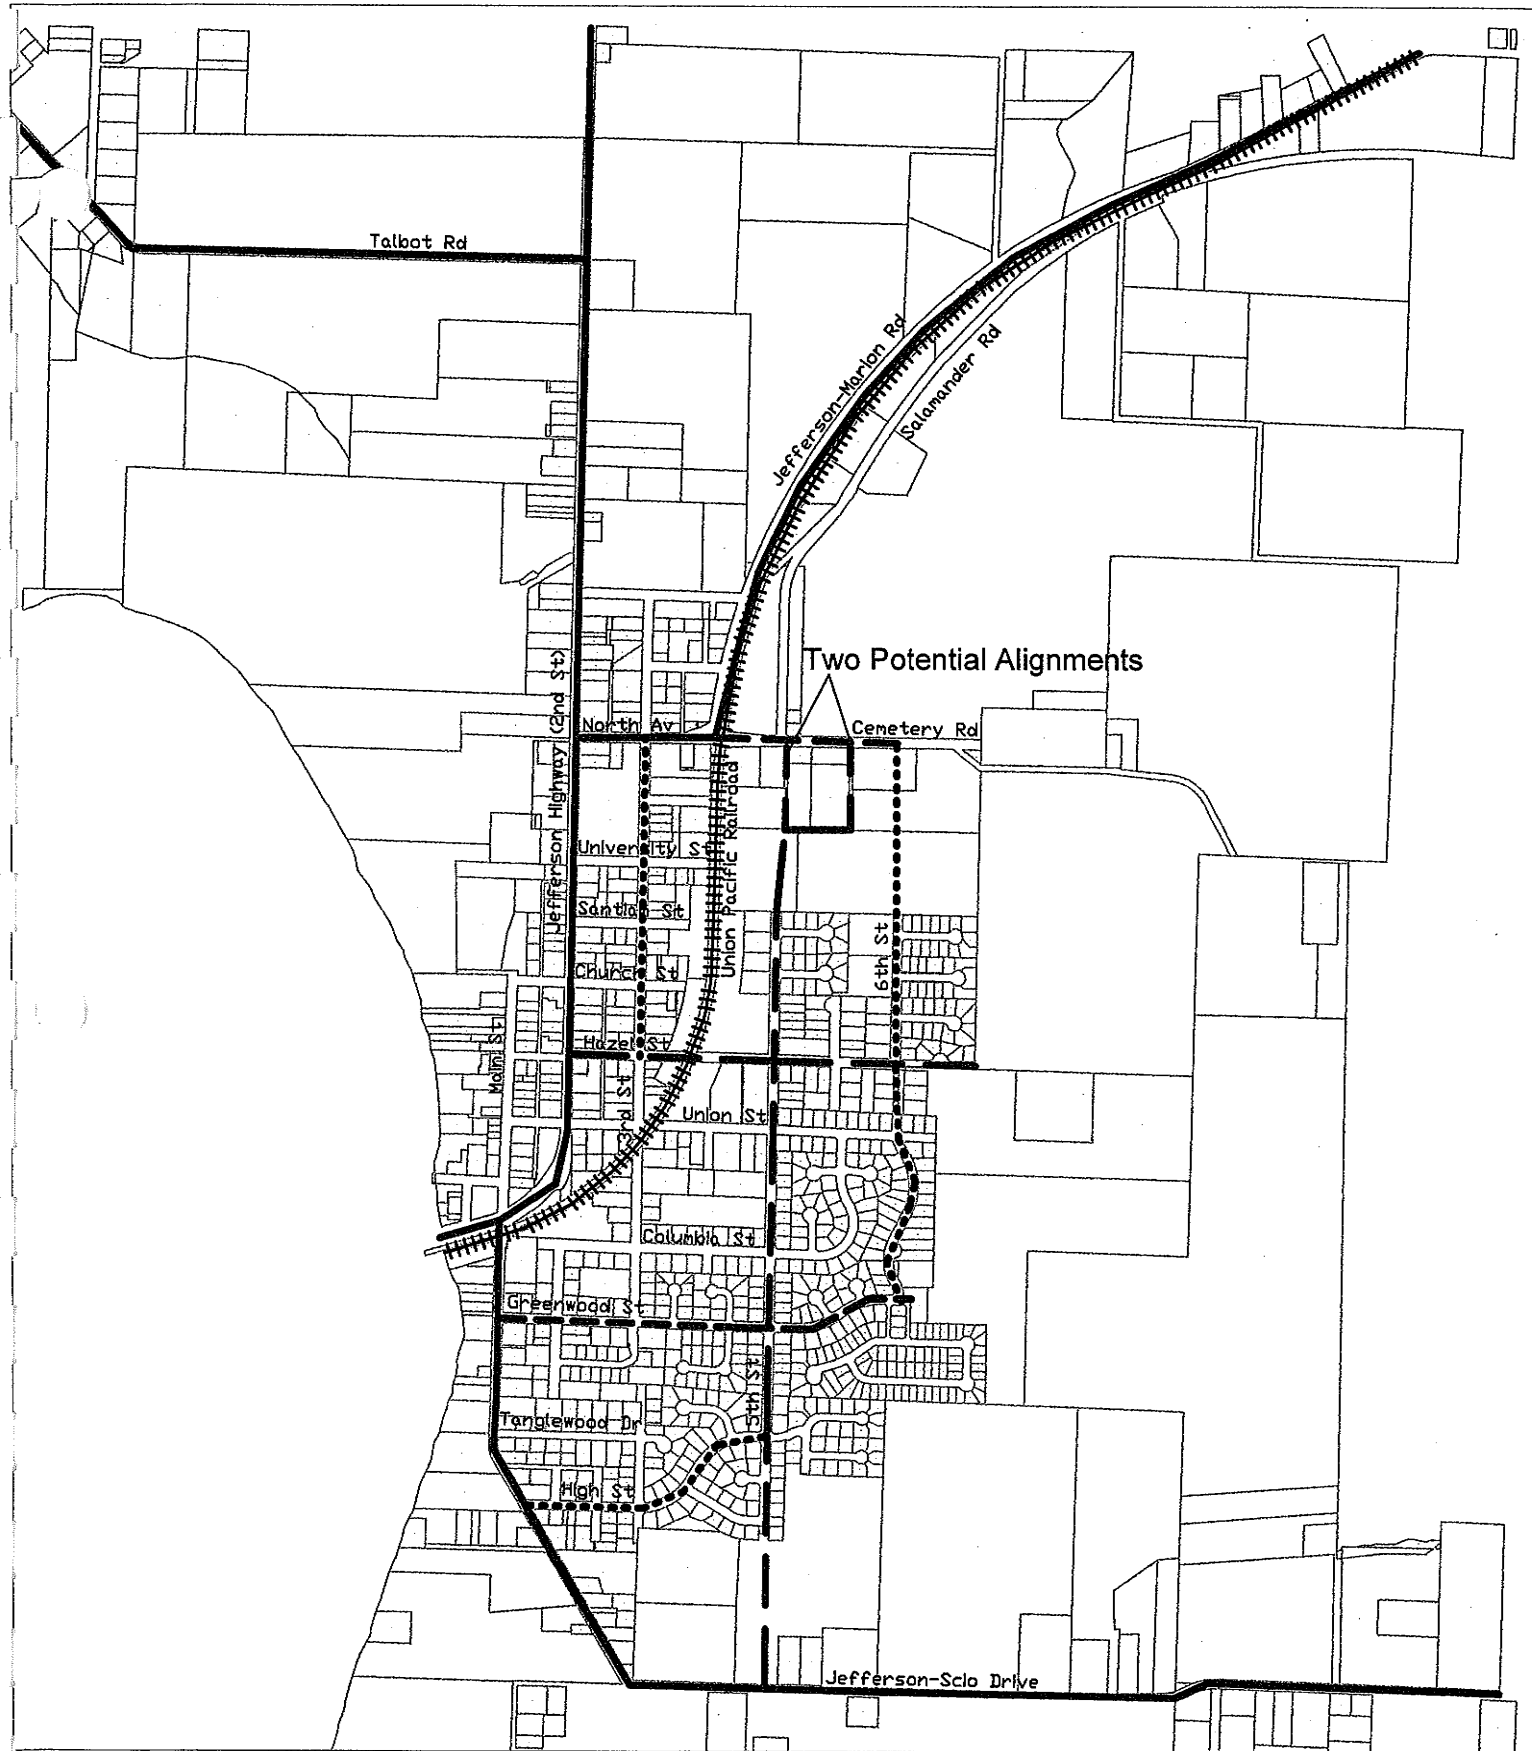 Talbot Rd
Jefferson-Marion Rd
Salamander Rd
Two Potential Alignments
Jefferson Highway (2nd St)
North Av
Cemetery Rd
Union Pacific Railroad
University St
Santiam St
6th St
Church St
Hazel St
Main St
3rd St
Union St
Columbia St
Greenwood St
5th St
Tanglewood Dr
High St
Jefferson-Scio Drive